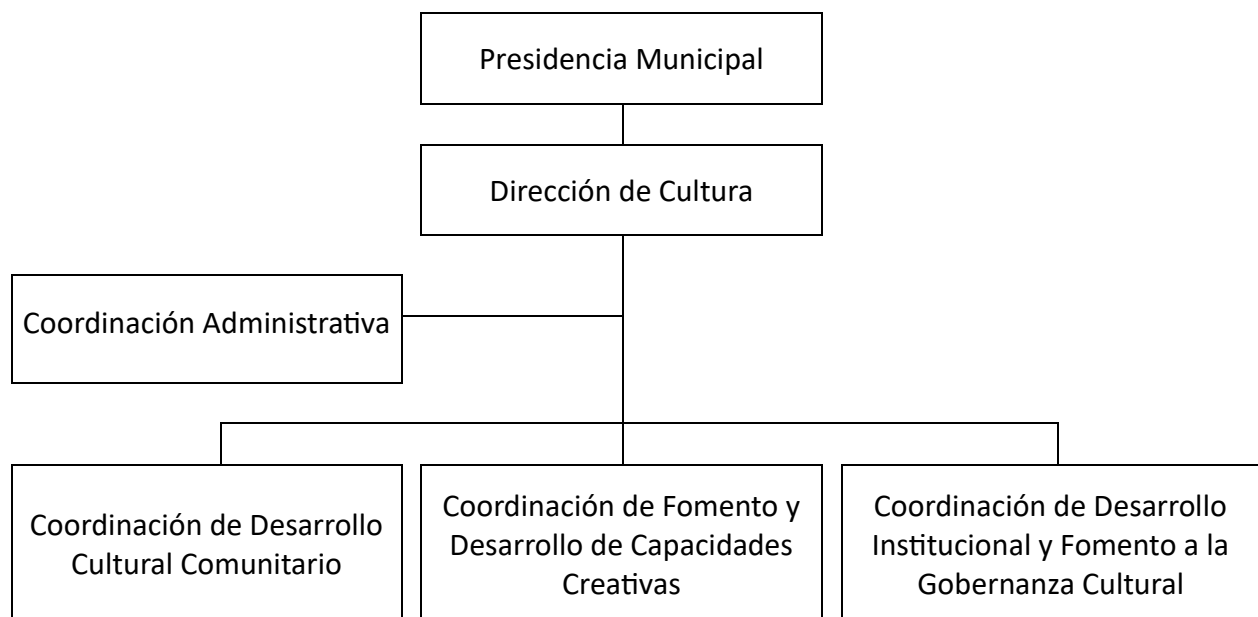 Presidencia Municipal
Dirección de Cultura
Coordinación Administrativa
Coordinación de Desarrollo
Cultural Comunitario
Coordinación de Fomento y
Desarrollo de Capacidades
Creativas
Coordinación de Desarrollo
Institucional y Fomento a la
Gobernanza Cultural